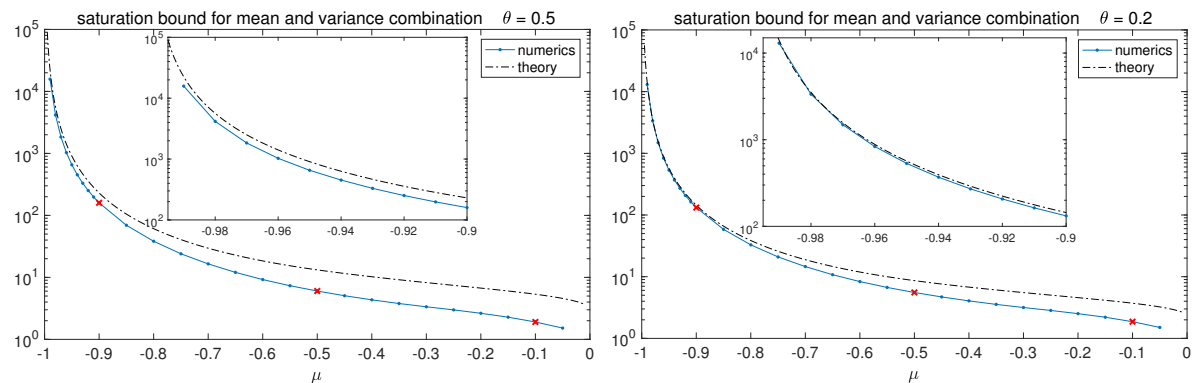 saturation bound for mean and variance combination θ = 0.5
10^5
10^4
10^3
10^2
10^1
10^0
-1 -0.9 -0.8 -0.7 -0.6 -0.5 -0.4 -0.3 -0.2 -0.1 0
μ
10^5
10^4
10^3
10^2
-0.98 -0.96 -0.94 -0.92 -0.9
numerics
theory
saturation bound for mean and variance combination θ = 0.2
10^5
10^4
10^3
10^2
10^1
10^0
-1 -0.9 -0.8 -0.7 -0.6 -0.5 -0.4 -0.3 -0.2 -0.1 0
μ
10^4
10^3
10^2
-0.98 -0.96 -0.94 -0.92 -0.9
numerics
theory